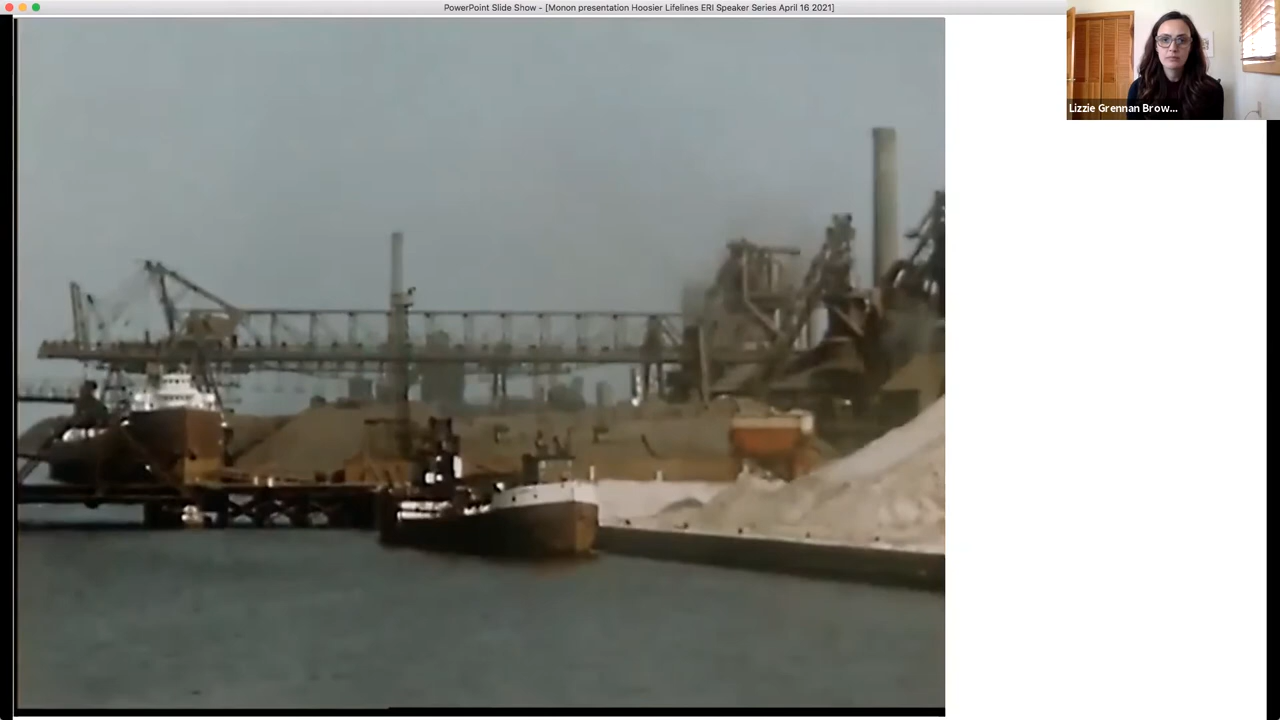 PowerPoint Slide Show - [Monon presentation Hoosier Lifelines ERI Speaker Series April 16 2021]
Lizzie Grennan Brow...